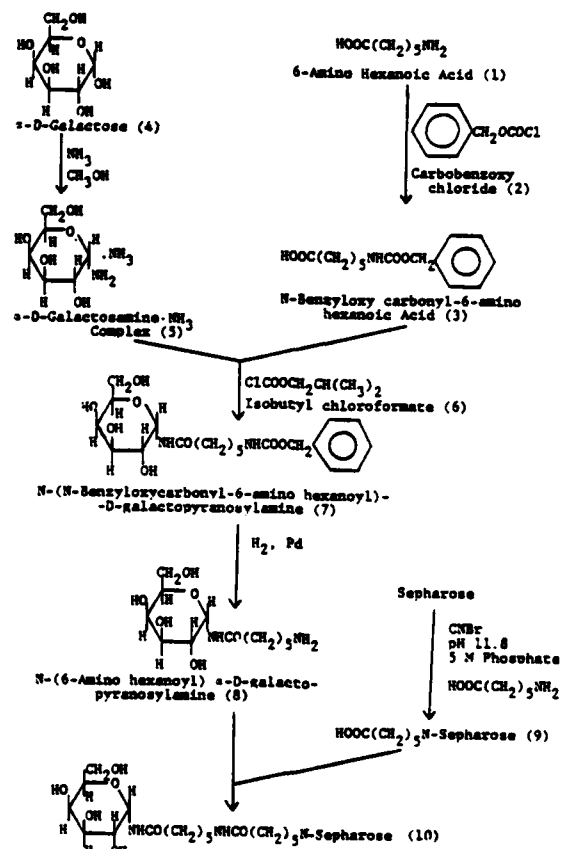 CH2OH
HO
H
O
H
OH
H
H
OH
H
OH
α-D-Galactose (4)
NH3
CH3OH
HOOC(CH2)5NH2
6-Amino Hexanoic Acid (1)
CH2OCOCl
Carbobenzoxy
chloride (2)
CH2OH
HO
H
O
H
OH
H
.NH3
NH2
H
H
OH
α-D-Galactosamine.NH3
Complex (5)
HOOC(CH2)5NHCOOCH2
N-Benzyloxy carbonyl-6-amino
hexanoic Acid (3)
ClCOOCH2CH(CH3)2
Isobutyl chloroformate (6)
CH2OH
HO
H
O
H
OH
H
NHCO(CH2)5NHCOOCH2
H
H
OH
N-(N-Benzyloxycarbonyl-6-amino hexanoyl)-
-D-galactopyranosylamine (7)
H2, Pd
CH2OH
HO
H
O
H
OH
H
NHCO(CH2)5NH2
H
H
OH
N-(6-Amino hexanoyl) α-D-galacto-
pyranosylamine (8)
Sepharose
CNBr
pH 11.8
5 M Phosphate
HOOC(CH2)5NH2
HOOC(CH2)5N-Sepharose (9)
CH2OH
HO
H
O
H
OH
H
NHCO(CH2)5NHCO(CH2)5N-Sepharose (10)
H
OH